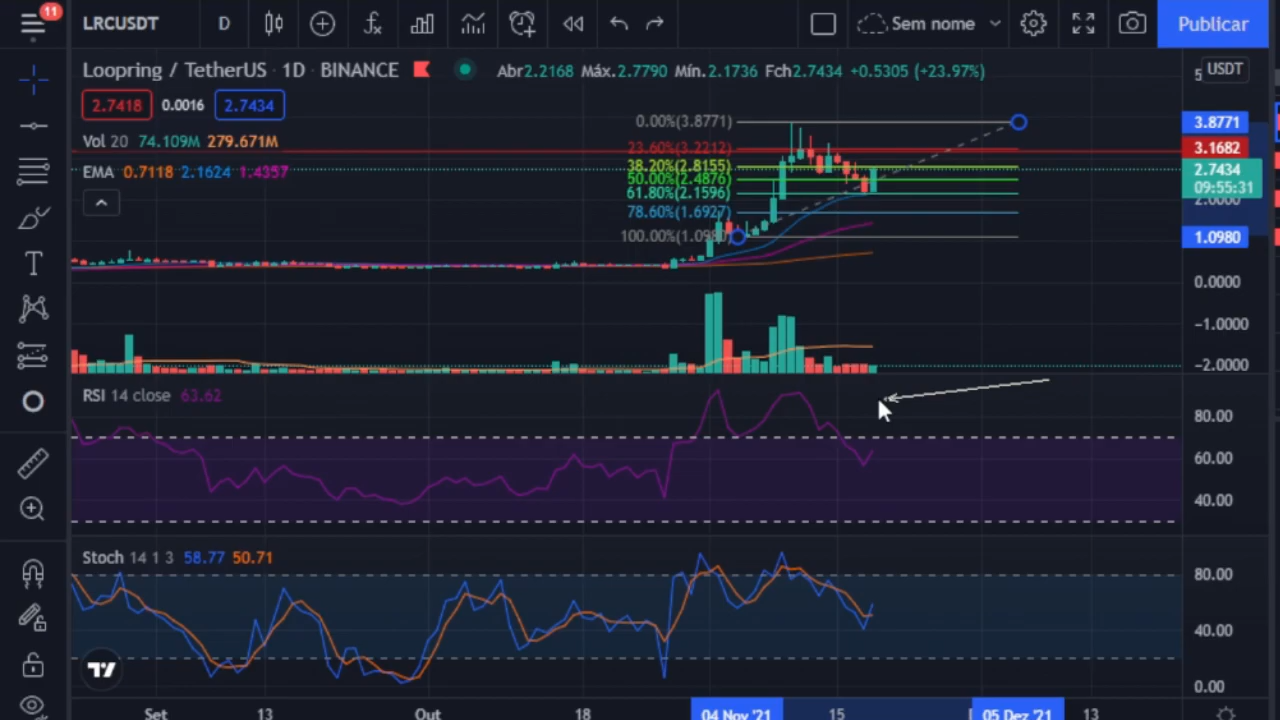 11
LRCUSDT D Sem nome Publicar
Loopring / TetherUS · 1D · BINANCE Abr2.2168 Máx.2.7790 Mín.2.1736 Fch2.7434 +0.5305 (+23.97%)
USDT
2.7418 0.0016 2.7434
Vol 20 74.109M 279.671M
EMA 0.7118 2.1624 1.4357
0.00%(3.8771)
23.60%(3.2212)
38.20%(2.8155)
50.00%(2.4876)
61.80%(2.1596)
78.60%(1.6927)
100.00%(1.0980)
3.8771
3.1682
2.7434
09:55:31
2.0000
1.0980
0.0000
−1.0000
−2.0000
RSI 14 close 63.62
80.00
60.00
40.00
Stoch 14 1 3 58.77 50.71
80.00
40.00
0.00
Set 13 Out 18 04 Nov '21 15 05 Dez '21 13